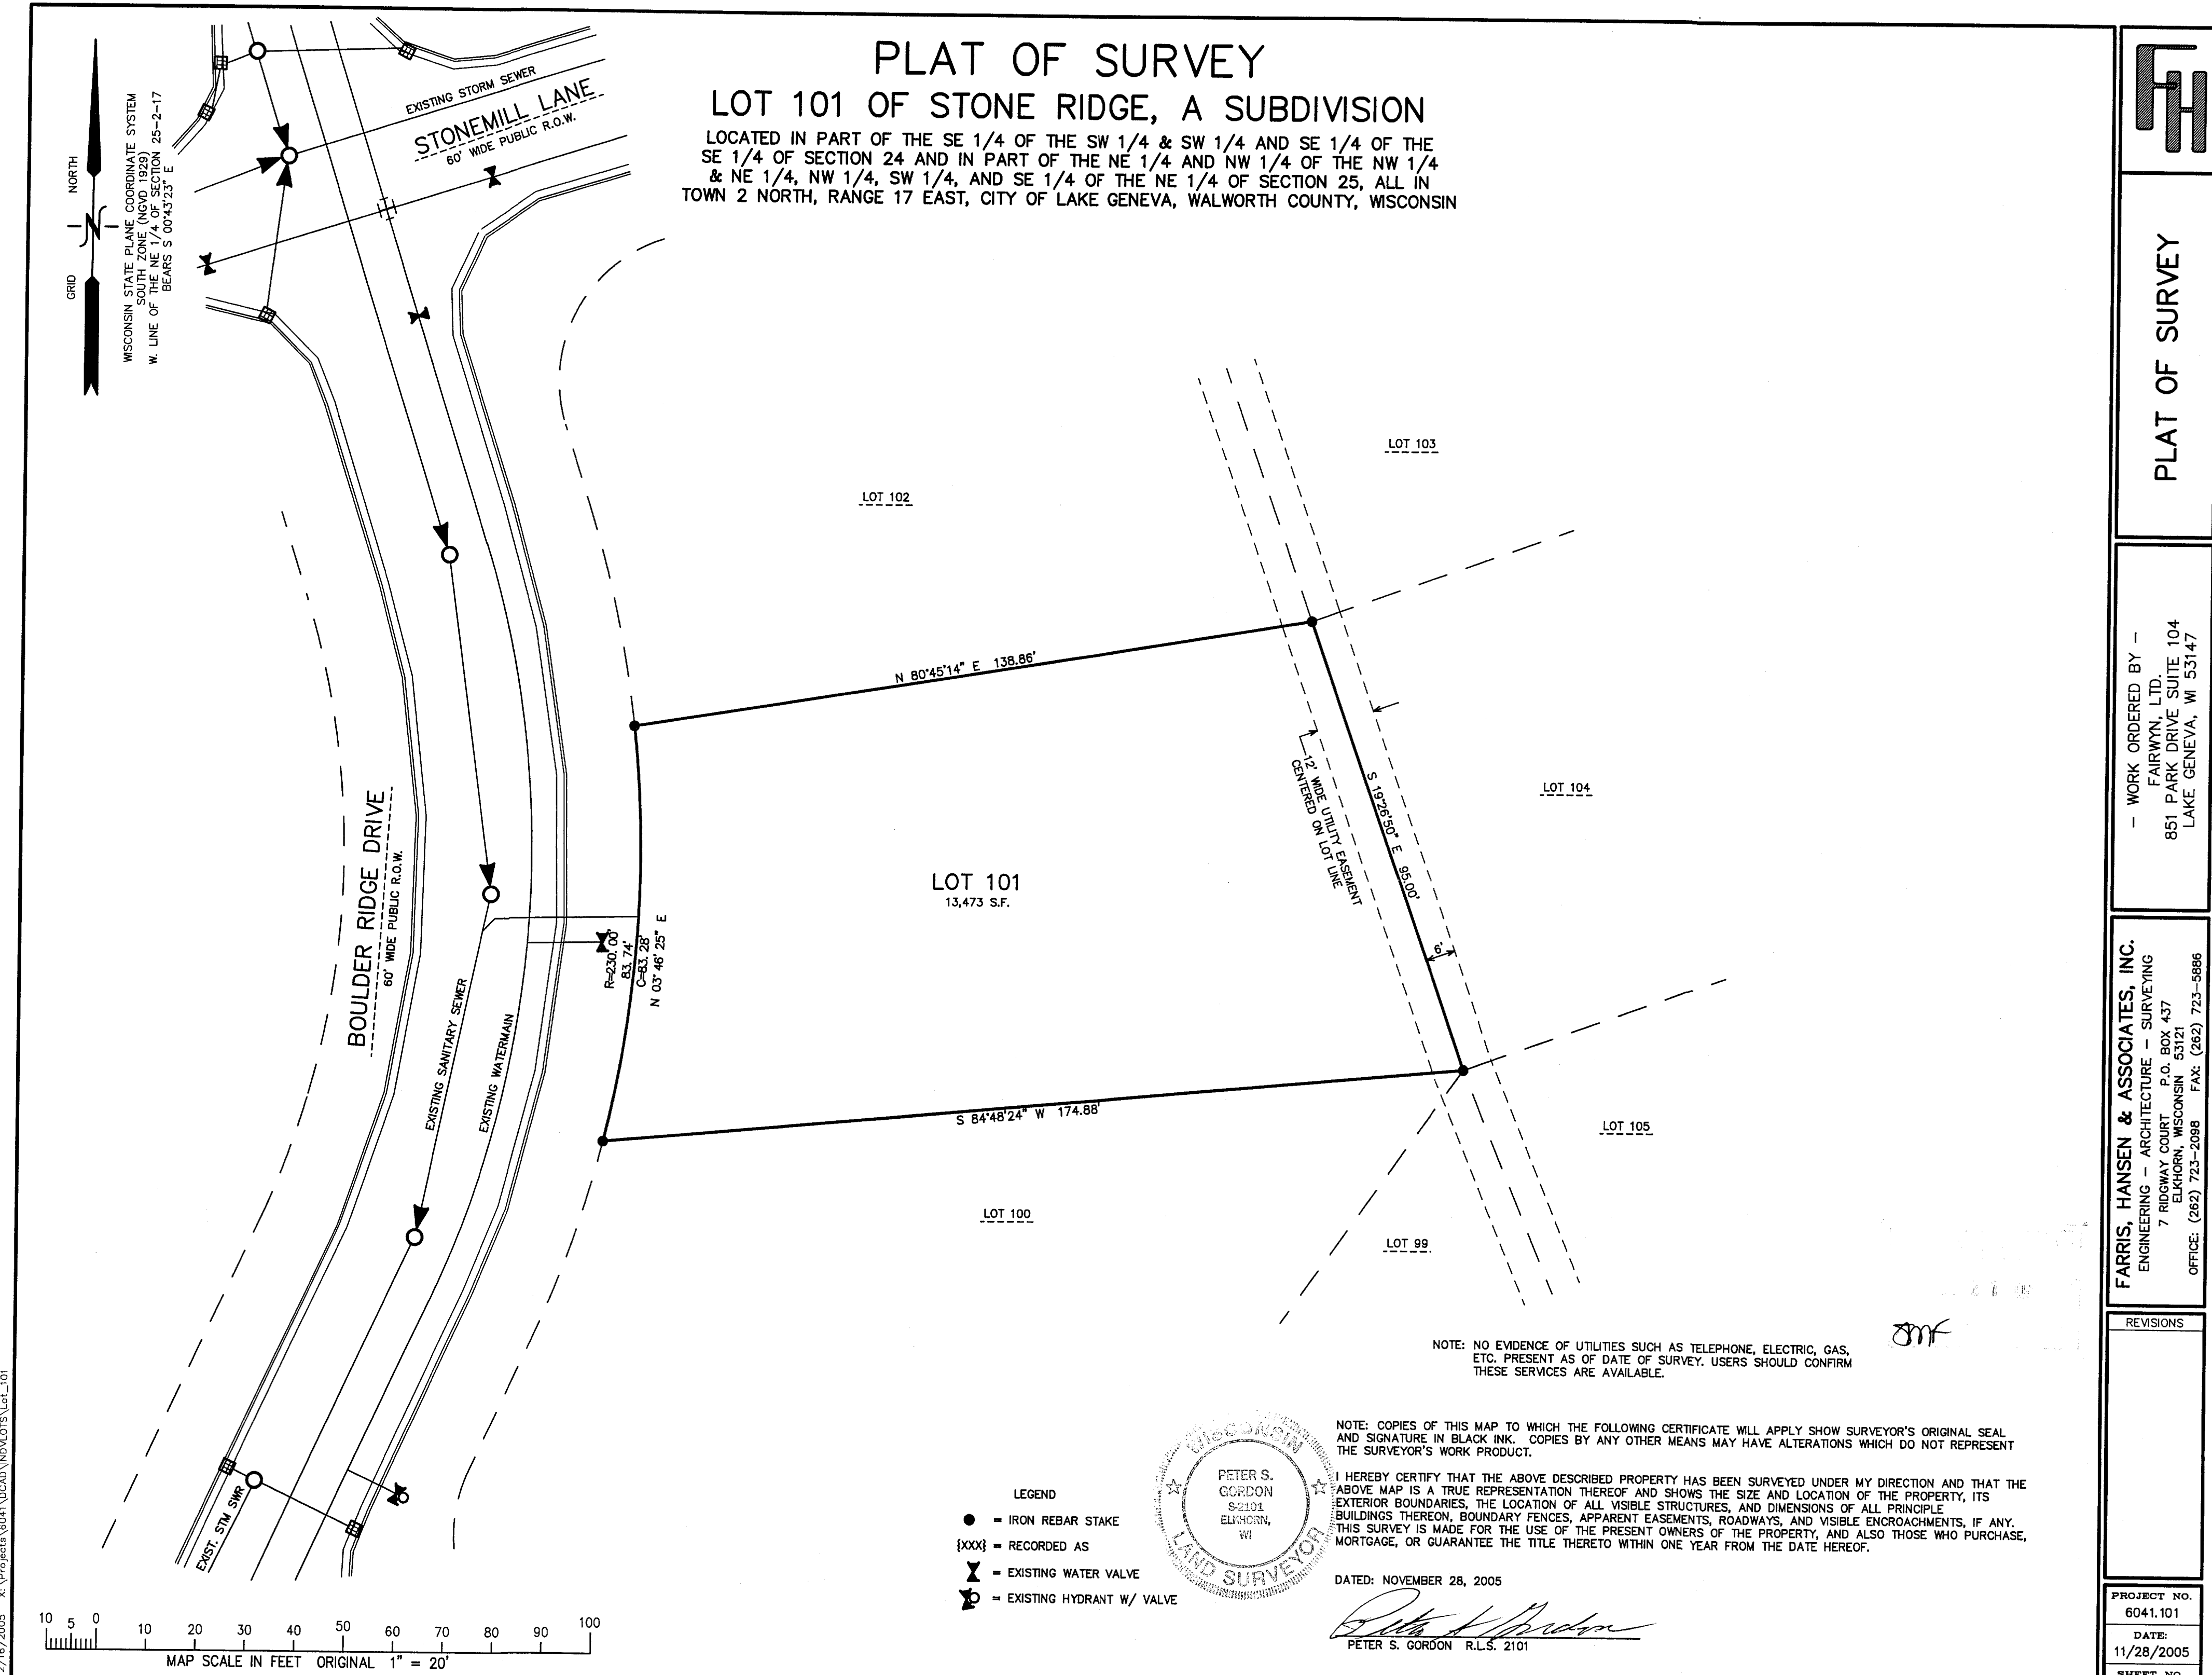 PLAT OF SURVEY
LOT 101 OF STONE RIDGE, A SUBDIVISION
LOCATED IN PART OF THE SE 1/4 OF THE SW 1/4 & SW 1/4 AND SE 1/4 OF THE
SE 1/4 OF SECTION 24 AND IN PART OF THE NE 1/4 AND NW 1/4 OF THE NW 1/4
& NE 1/4, NW 1/4, SW 1/4, AND SE 1/4 OF THE NE 1/4 OF SECTION 25, ALL IN
TOWN 2 NORTH, RANGE 17 EAST, CITY OF LAKE GENEVA, WALWORTH COUNTY, WISCONSIN
GRID
NORTH
N
WISCONSIN STATE PLANE COORDINATE SYSTEM
SOUTH ZONE (NGVD 1929)
W. LINE OF THE NE 1/4 OF SECTION 25-2-17
BEARS S 00°43'23" E
EXISTING STORM SEWER
STONEMILL LANE
60' WIDE PUBLIC R.O.W.
LOT 103
LOT 102
N 80°45'14" E 138.86'
12' WIDE UTILITY EASEMENT
CENTERED ON LOT LINE
S 19°26'50" E 95.00'
6'
LOT 104
LOT 101
13,473 S.F.
BOULDER RIDGE DRIVE
60' WIDE PUBLIC R.O.W.
R=230.00'
83.74'
C=83.28'
N 03°46'25" E
EXISTING SANITARY SEWER
EXISTING WATERMAIN
S 84°48'24" W 174.88'
LOT 105
LOT 100
LOT 99
EXIST. STM SWR
NOTE: NO EVIDENCE OF UTILITIES SUCH AS TELEPHONE, ELECTRIC, GAS,
ETC. PRESENT AS OF DATE OF SURVEY. USERS SHOULD CONFIRM
THESE SERVICES ARE AVAILABLE.
NOTE: COPIES OF THIS MAP TO WHICH THE FOLLOWING CERTIFICATE WILL APPLY SHOW SURVEYOR'S ORIGINAL SEAL
AND SIGNATURE IN BLACK INK. COPIES BY ANY OTHER MEANS MAY HAVE ALTERATIONS WHICH DO NOT REPRESENT
THE SURVEYOR'S WORK PRODUCT.
I HEREBY CERTIFY THAT THE ABOVE DESCRIBED PROPERTY HAS BEEN SURVEYED UNDER MY DIRECTION AND THAT THE
ABOVE MAP IS A TRUE REPRESENTATION THEREOF AND SHOWS THE SIZE AND LOCATION OF THE PROPERTY, ITS
EXTERIOR BOUNDARIES, THE LOCATION OF ALL VISIBLE STRUCTURES, AND DIMENSIONS OF ALL PRINCIPLE
BUILDINGS THEREON, BOUNDARY FENCES, APPARENT EASEMENTS, ROADWAYS, AND VISIBLE ENCROACHMENTS, IF ANY.
THIS SURVEY IS MADE FOR THE USE OF THE PRESENT OWNERS OF THE PROPERTY, AND ALSO THOSE WHO PURCHASE,
MORTGAGE, OR GUARANTEE THE TITLE THERETO WITHIN ONE YEAR FROM THE DATE HEREOF.
DATED: NOVEMBER 28, 2005
PETER S. GORDON R.L.S. 2101
WISCONSIN
PETER S.
GORDON
S-2101
ELKHORN,
WI
LAND SURVEYOR
LEGEND
= IRON REBAR STAKE
{XXX} = RECORDED AS
= EXISTING WATER VALVE
= EXISTING HYDRANT W/ VALVE
10 5 0 10 20 30 40 50 60 70 80 90 100
MAP SCALE IN FEET ORIGINAL 1" = 20'
X:\Projects\6041\DCAD\INDVLOTS\Lot_101
FH
PLAT OF SURVEY
- WORK ORDERED BY -
FAIRWYN, LTD.
851 PARK DRIVE SUITE 104
LAKE GENEVA, WI 53147
FARRIS, HANSEN & ASSOCIATES, INC.
ENGINEERING - ARCHITECTURE - SURVEYING
7 RIDGWAY COURT P.O. BOX 437
ELKHORN, WISCONSIN 53121
OFFICE: (262) 723-2098 FAX: (262) 723-5886
REVISIONS
PROJECT NO.
6041.101
DATE:
11/28/2005
SHEET NO.